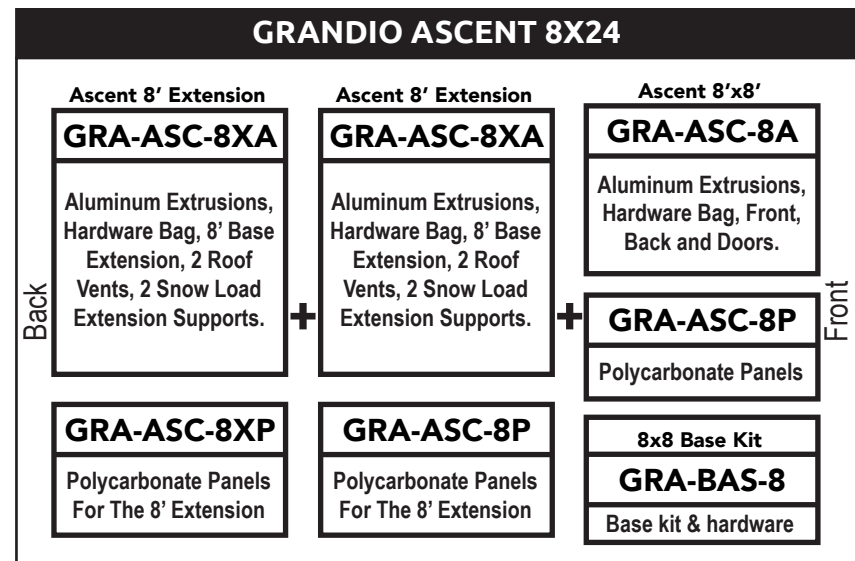 GRANDIO ASCENT 8X24
Back
Ascent 8' Extension
GRA-ASC-8XA
Aluminum Extrusions,
Hardware Bag, 8' Base
Extension, 2 Roof
Vents, 2 Snow Load
Extension Supports.
GRA-ASC-8XP
Polycarbonate Panels
For The 8' Extension
+
Ascent 8' Extension
GRA-ASC-8XA
Aluminum Extrusions,
Hardware Bag, 8' Base
Extension, 2 Roof
Vents, 2 Snow Load
Extension Supports.
GRA-ASC-8P
Polycarbonate Panels
For The 8' Extension
+
Ascent 8'x8'
GRA-ASC-8A
Aluminum Extrusions,
Hardware Bag, Front,
Back and Doors.
GRA-ASC-8P
Polycarbonate Panels
8x8 Base Kit
GRA-BAS-8
Base kit & hardware
Front